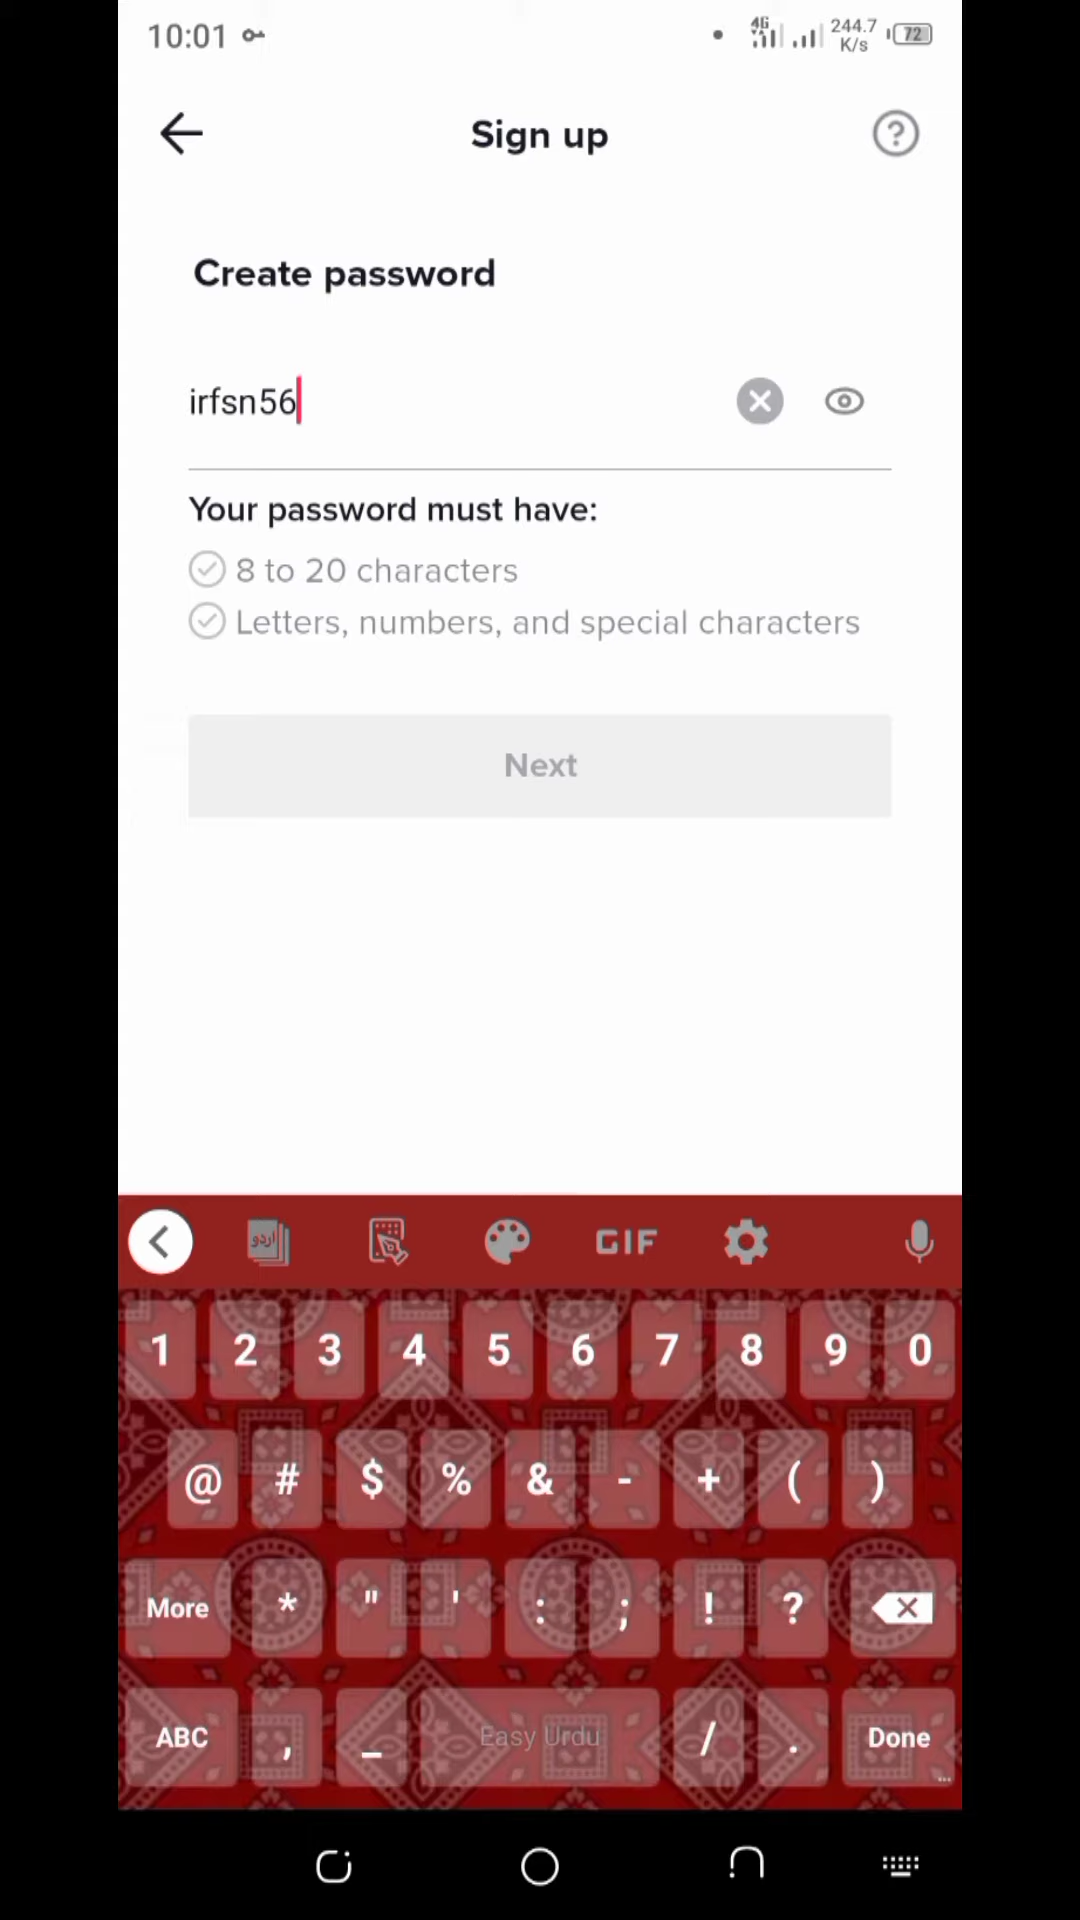 10:01
4G
244.7
K/s
72
Sign up
?
Create password
irfsn56
Your password must have:
8 to 20 characters
Letters, numbers, and special characters
Next
اردو
GIF
1 2 3 4 5 6 7 8 9 0
@ # $ % & - + ( )
More * " ' : ; ! ?
ABC , _ Easy Urdu / . Done
...